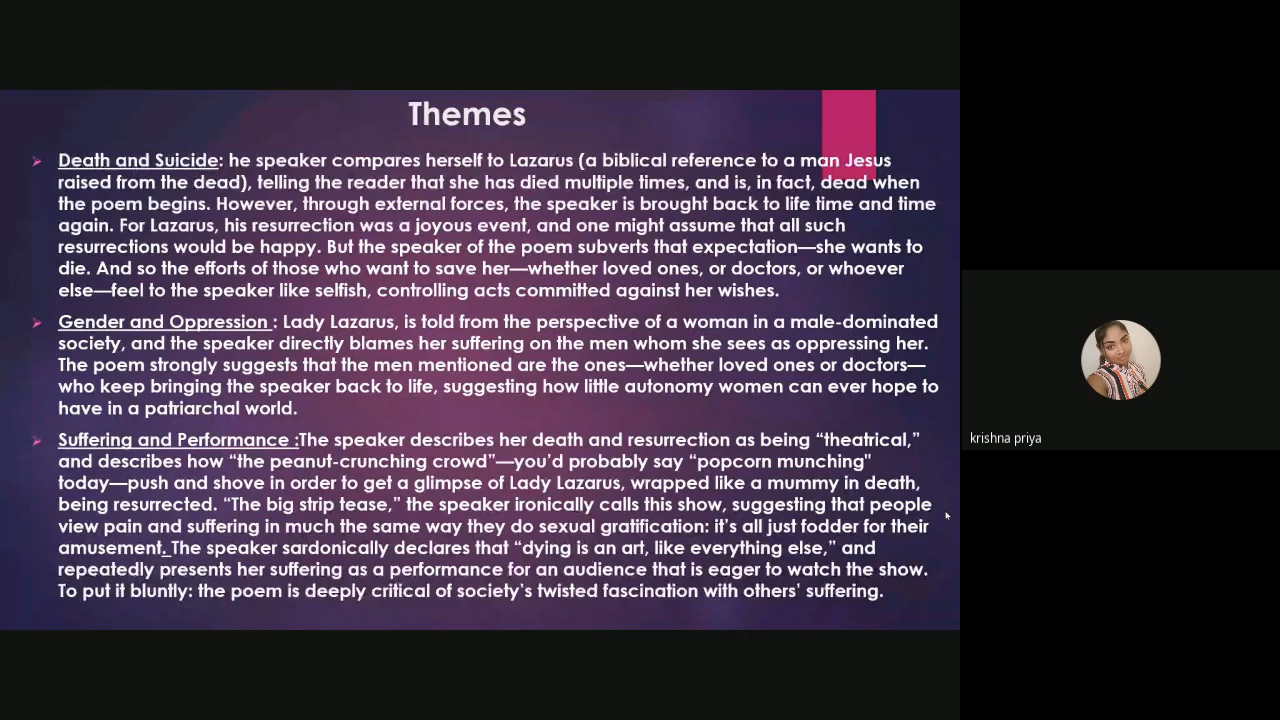 Themes
Death and Suicide: he speaker compares herself to Lazarus (a biblical reference to a man Jesus
raised from the dead), telling the reader that she has died multiple times, and is, in fact, dead when
the poem begins. However, through external forces, the speaker is brought back to life time and time
again. For Lazarus, his resurrection was a joyous event, and one might assume that all such
resurrections would be happy. But the speaker of the poem subverts that expectation—she wants to
die. And so the efforts of those who want to save her—whether loved ones, or doctors, or whoever
else—feel to the speaker like selfish, controlling acts committed against her wishes.
Gender and Oppression : Lady Lazarus, is told from the perspective of a woman in a male-dominated
society, and the speaker directly blames her suffering on the men whom she sees as oppressing her.
The poem strongly suggests that the men mentioned are the ones—whether loved ones or doctors—
who keep bringing the speaker back to life, suggesting how little autonomy women can ever hope to
have in a patriarchal world.
Suffering and Performance :The speaker describes her death and resurrection as being “theatrical,”
and describes how “the peanut-crunching crowd”—you’d probably say “popcorn munching"
today—push and shove in order to get a glimpse of Lady Lazarus, wrapped like a mummy in death,
being resurrected. “The big strip tease,” the speaker ironically calls this show, suggesting that people
view pain and suffering in much the same way they do sexual gratification: it’s all just fodder for their
amusement. The speaker sardonically declares that “dying is an art, like everything else,” and
repeatedly presents her suffering as a performance for an audience that is eager to watch the show.
To put it bluntly: the poem is deeply critical of society’s twisted fascination with others’ suffering.
krishna priya